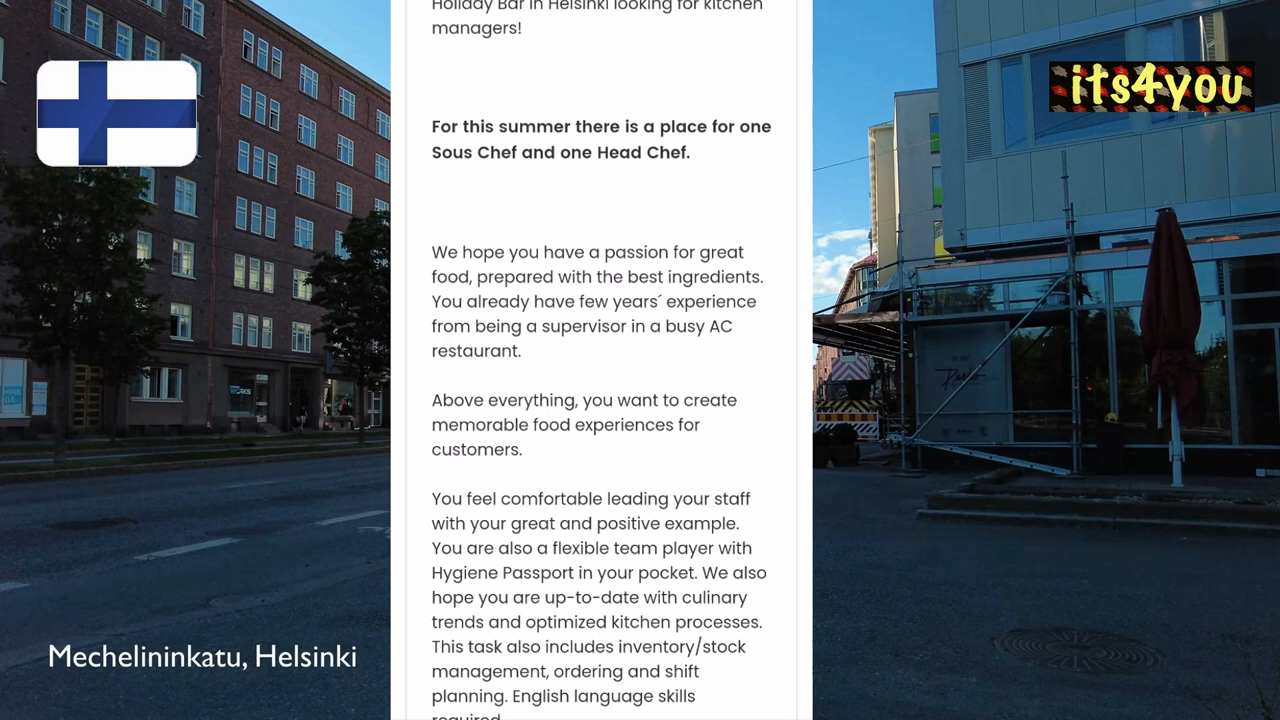 Holiday Bar in Helsinki looking for kitchen
managers!
its4you
For this summer there is a place for one
Sous Chef and one Head Chef.
We hope you have a passion for great
food, prepared with the best ingredients.
You already have few years´ experience
from being a supervisor in a busy AC
restaurant.
Above everything, you want to create
memorable food experiences for
customers.
You feel comfortable leading your staff
with your great and positive example.
You are also a flexible team player with
Hygiene Passport in your pocket. We also
hope you are up-to-date with culinary
trends and optimized kitchen processes.
This task also includes inventory/stock
management, ordering and shift
planning. English language skills
required
Mechelininkatu, Helsinki
WORKS